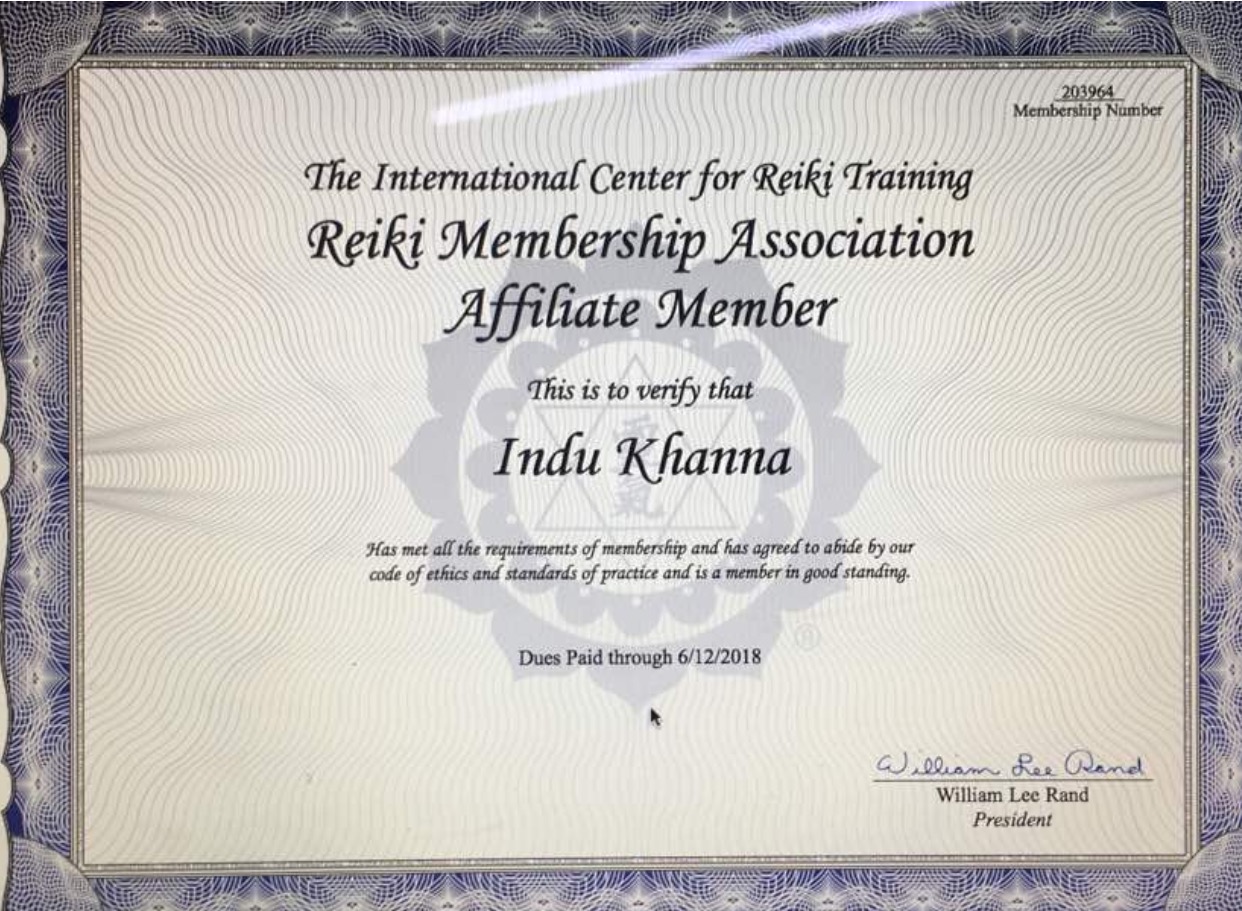 203964
Membership Number
The International Center for Reiki Training
Reiki Membership Association
Affiliate Member
This is to verify that
Indu Khanna
Has met all the requirements of membership and has agreed to abide by our
code of ethics and standards of practice and is a member in good standing.
®
Dues Paid through 6/12/2018
William Lee Rand
William Lee Rand
President